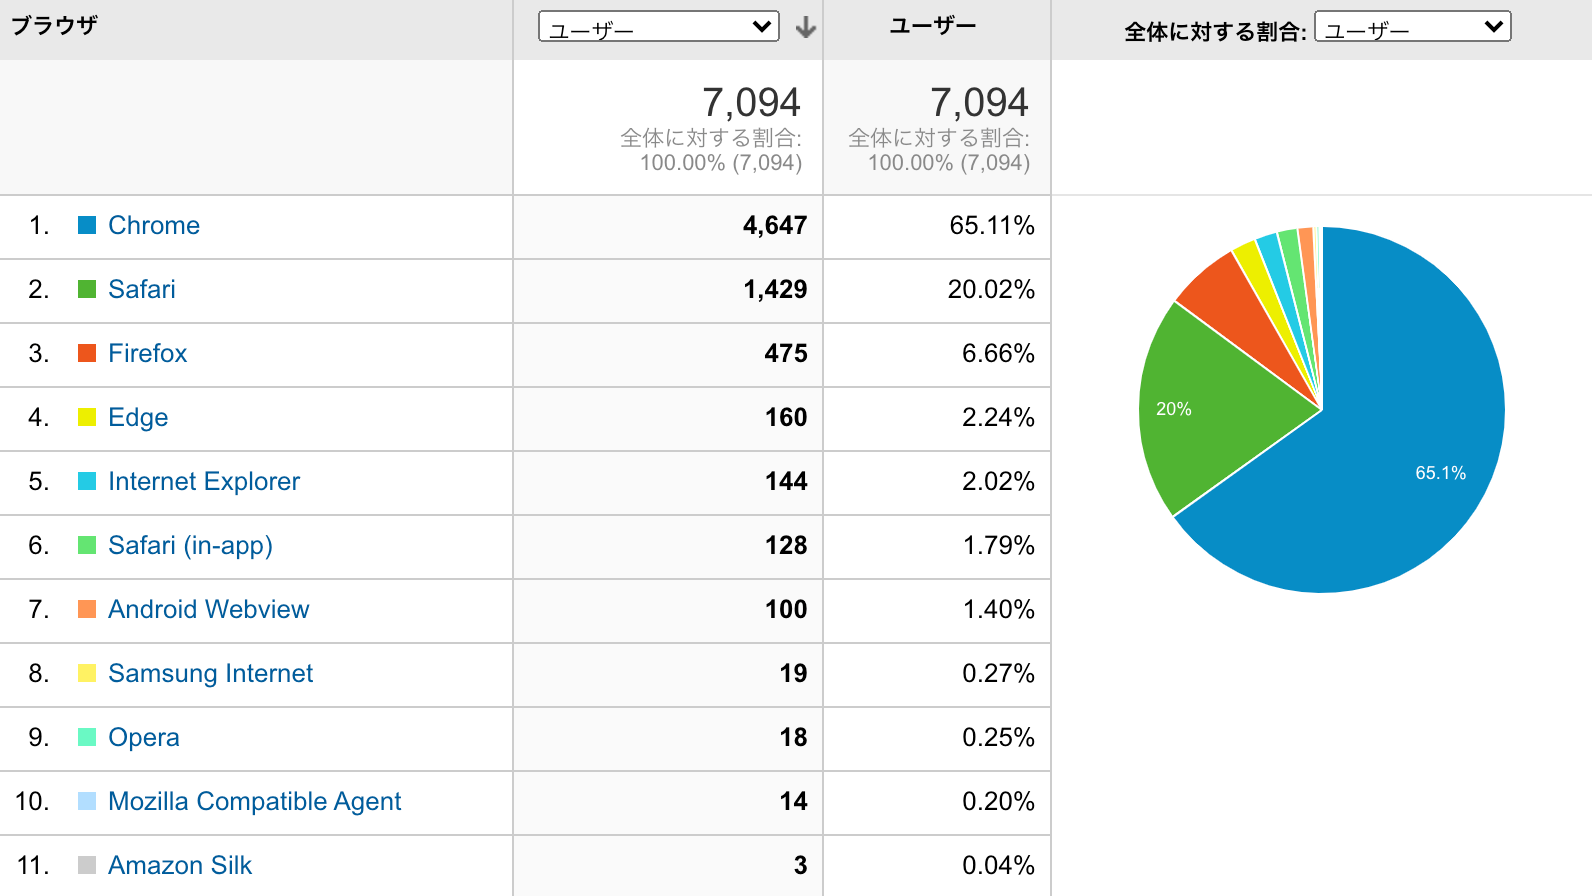 ブラウザ ユーザー ユーザー 全体に対する割合: ユーザー
7,094 7,094
全体に対する割合: 全体に対する割合:
100.00% (7,094) 100.00% (7,094)
1. Chrome 4,647 65.11%
2. Safari 1,429 20.02%
3. Firefox 475 6.66%
4. Edge 160 2.24%
5. Internet Explorer 144 2.02%
6. Safari (in-app) 128 1.79%
7. Android Webview 100 1.40%
8. Samsung Internet 19 0.27%
9. Opera 18 0.25%
10. Mozilla Compatible Agent 14 0.20%
11. Amazon Silk 3 0.04%
20%
65.1%